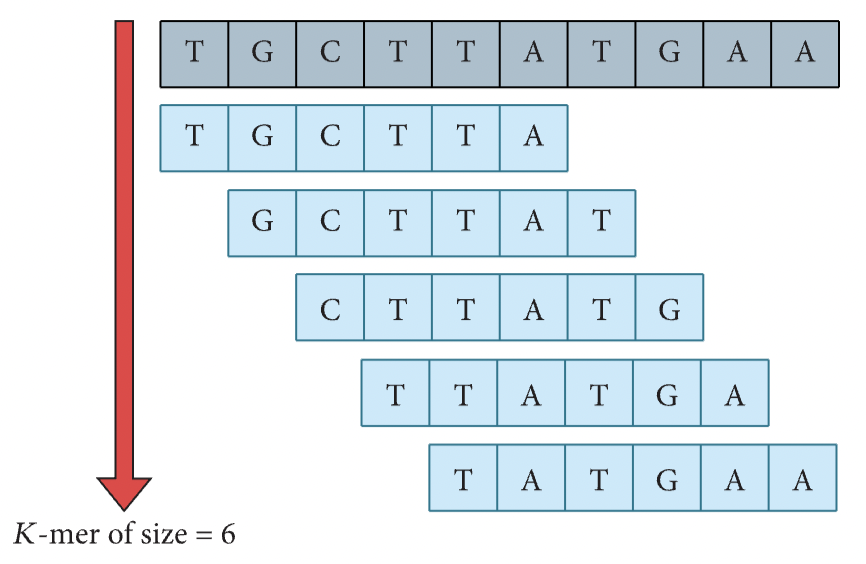 T G C T T A T G A A
T G C T T A
G C T T A T
C T T A T G
T T A T G A
T A T G A A
K-mer of size = 6